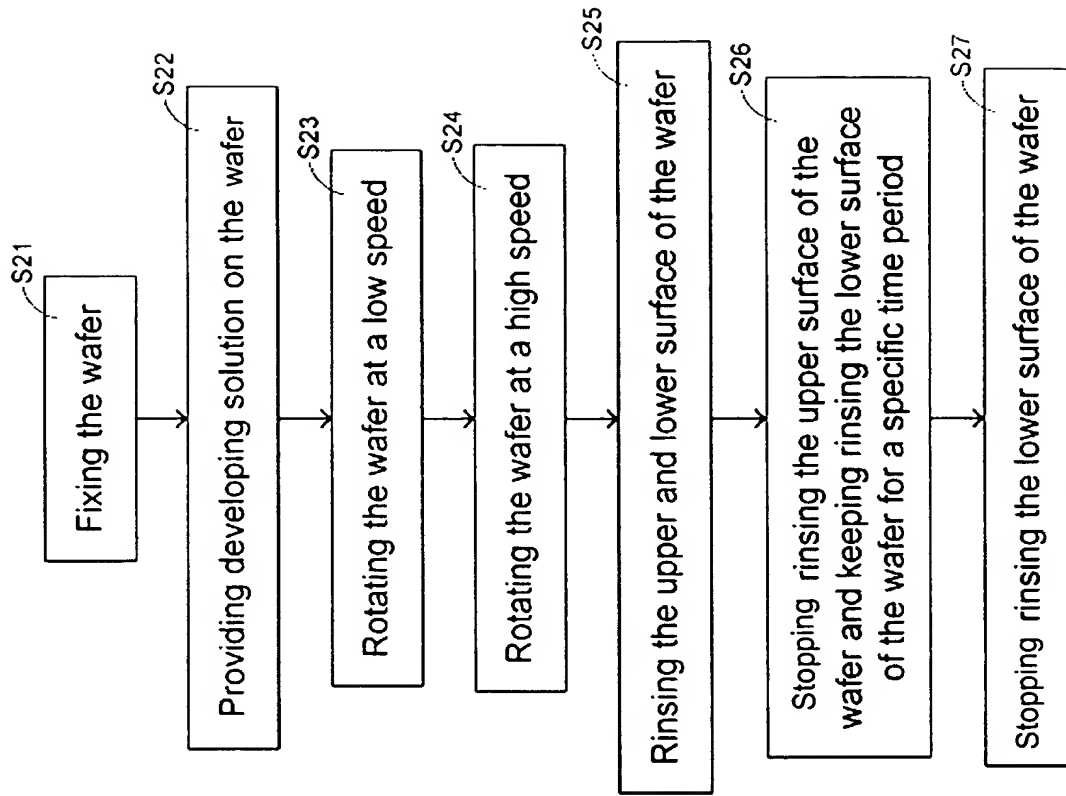 S21
Fixing the wafer
S22
Providing developing solution on the wafer
S23
Rotating the wafer at a low speed
S24
Rotating the wafer at a high speed
S25
Rinsing the upper and lower surface of the wafer
S26
Stopping rinsing the upper surface of the
wafer and keeping rinsing the lower surface
of the wafer for a specific time period
S27
Stopping rinsing the lower surface of the wafer